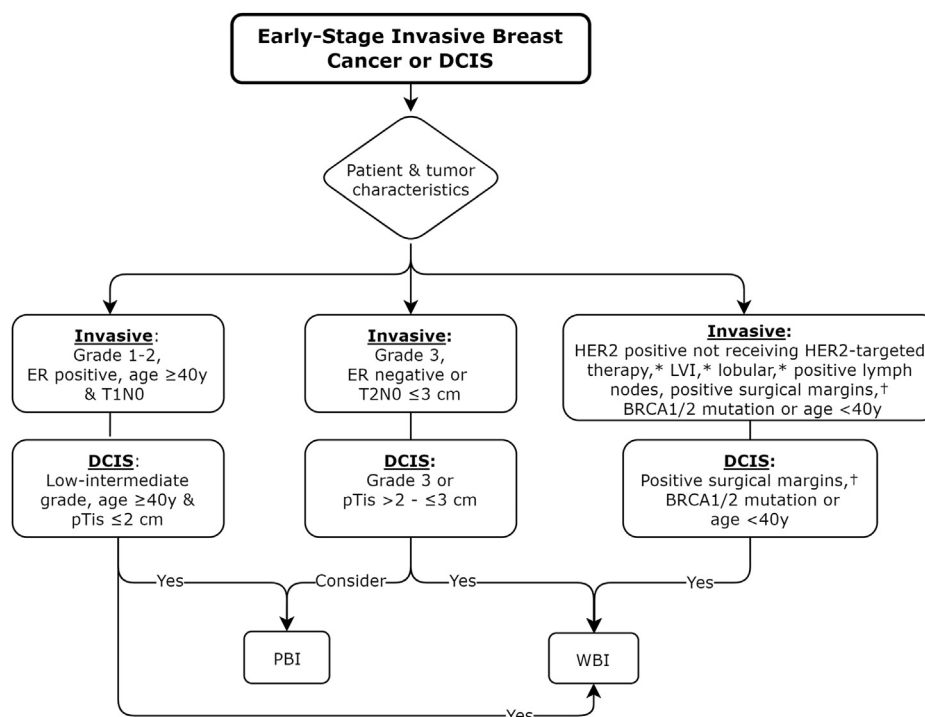 Early-Stage Invasive Breast
Cancer or DCIS
Patient & tumor
characteristics
Invasive:
Grade 1-2,
ER positive, age ≥40y
& T1N0
Invasive:
Grade 3,
ER negative or
T2N0 ≤3 cm
Invasive:
HER2 positive not receiving HER2-targeted
therapy,* LVI,* lobular,* positive lymph
nodes, positive surgical margins,†
BRCA1/2 mutation or age <40y
DCIS:
Low-intermediate
grade, age ≥40y &
pTis ≤2 cm
DCIS:
Grade 3 or
pTis >2 - ≤3 cm
DCIS:
Positive surgical margins,†
BRCA1/2 mutation or
age <40y
Yes
Consider
Yes
Yes
PBI
WBI
Yes